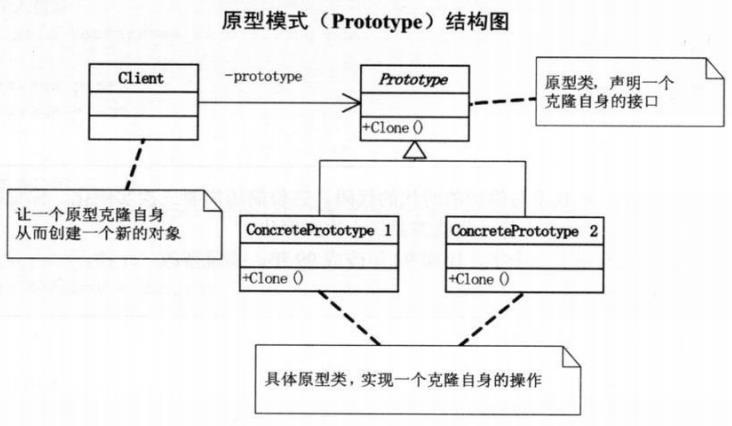 原型模式（Prototype）结构图
Client
-prototype
Prototype
+Clone()
原型类，声明一个
克隆自身的接口
让一个原型克隆自身
从而创建一个新的对象
ConcretePrototype 1
+Clone()
ConcretePrototype 2
+Clone()
具体原型类，实现一个克隆自身的操作